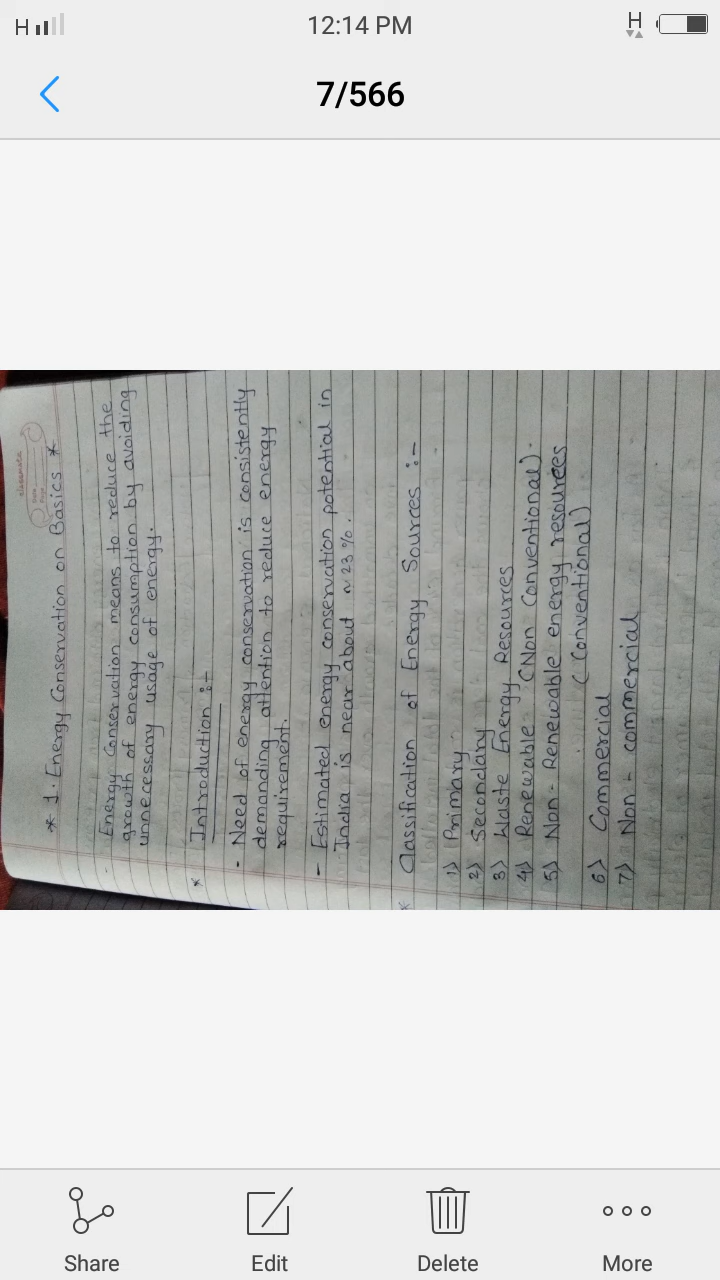 H
12:14 PM
H
7/566
classmate
Date
Page
* 1. Energy Conservation on Basics *
- Energy Conservation means to reduce the
growth of energy consumption by avoiding
unnecessary usage of energy.
* Introduction :-
- Need of energy conservation is consistently
demanding attention to reduce energy
requirement.
- Estimated energy conservation potential in
India is near about ~ 23 %.
* Classification of Energy Sources :-
1) Primary
2) Secondary
3) Waste Energy Resources
4) Renewable (Non Conventional).
5) Non - Renewable energy resources
( Conventional)
6) Commercial
7) Non - commercial
Share
Edit
Delete
More